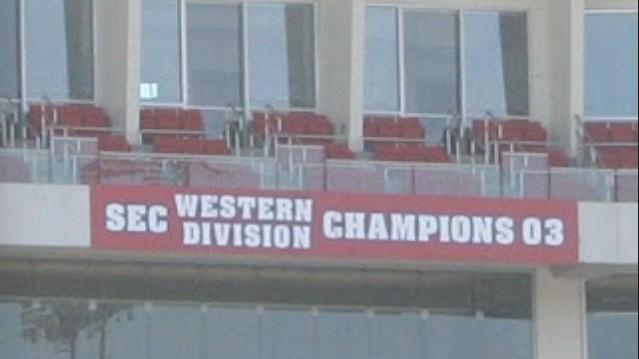 SEC WESTERN DIVISION CHAMPIONS 03